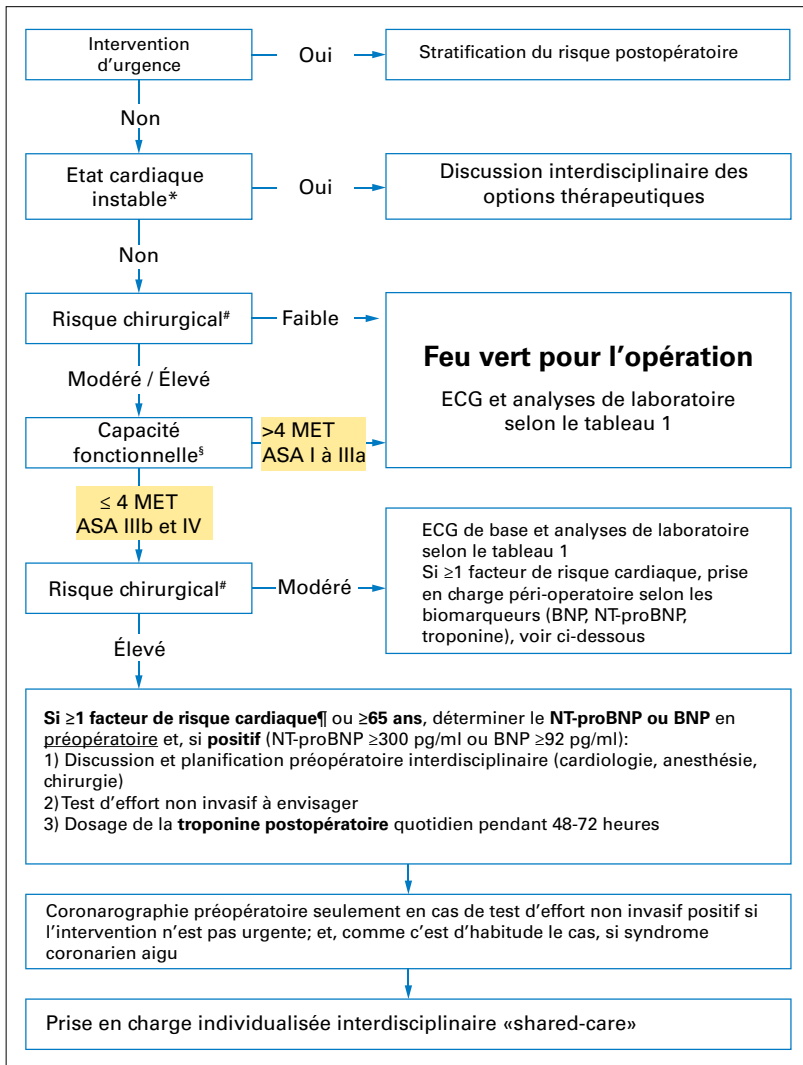 Intervention
d'urgence
Oui
Stratification du risque postopératoire
Non
Etat cardiaque
instable*
Oui
Discussion interdisciplinaire des
options thérapeutiques
Non
Risque chirurgical#
Faible
Feu vert pour l'opération
ECG et analyses de laboratoire
selon le tableau 1
Modéré / Élevé
Capacité
fonctionnelle§
>4 MET
ASA I à IIIa
≤ 4 MET
ASA IIIb et IV
Risque chirurgical#
Modéré
ECG de base et analyses de laboratoire
selon le tableau 1
Si ≥1 facteur de risque cardiaque, prise
en charge péri-operatoire selon les
biomarqueurs (BNP, NT-proBNP,
troponine), voir ci-dessous
Élevé
Si ≥1 facteur de risque cardiaque¶ ou ≥65 ans, déterminer le NT-proBNP ou BNP en
préopératoire et, si positif (NT-proBNP ≥300 pg/ml ou BNP ≥92 pg/ml):
1) Discussion et planification préopératoire interdisciplinaire (cardiologie, anesthésie,
chirurgie)
2) Test d'effort non invasif à envisager
3) Dosage de la troponine postopératoire quotidien pendant 48-72 heures
Coronarographie préopératoire seulement en cas de test d'effort non invasif positif si
l'intervention n'est pas urgente; et, comme c'est d'habitude le cas, si syndrome
coronarien aigu
Prise en charge individualisée interdisciplinaire «shared-care»